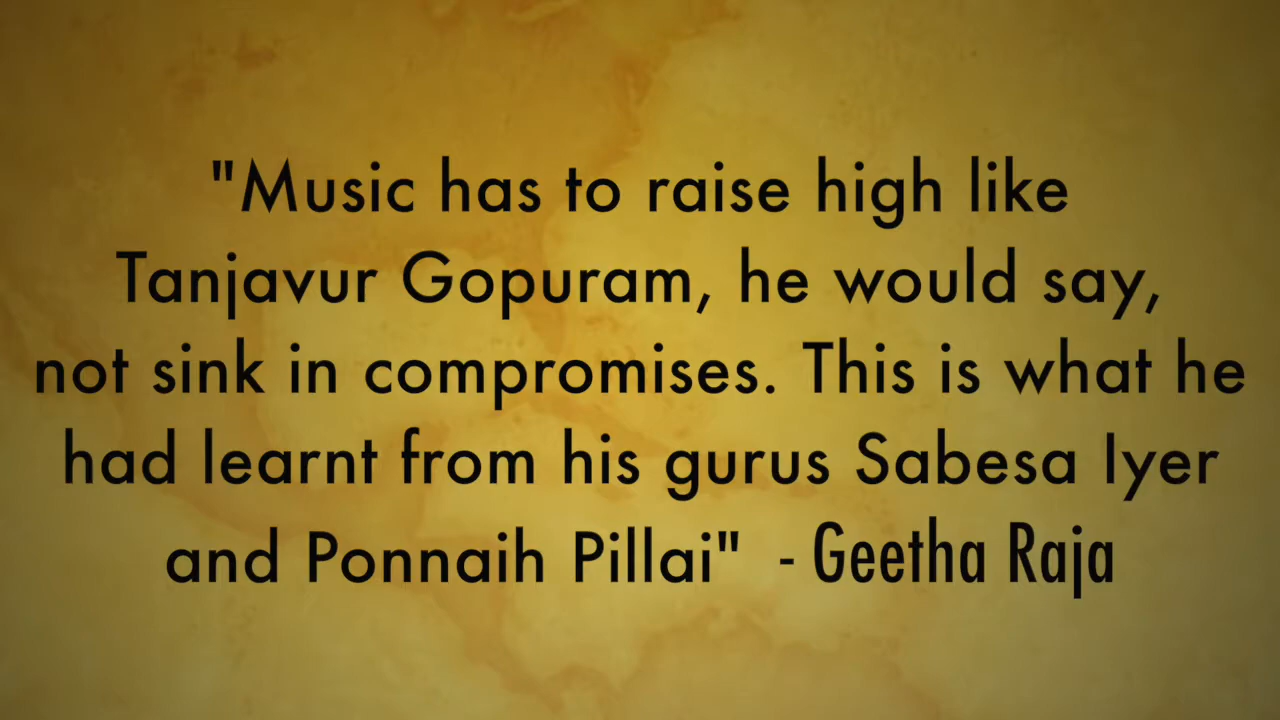 "Music has to raise high like
Tanjavur Gopuram, he would say,
not sink in compromises. This is what he
had learnt from his gurus Sabesa Iyer
and Ponnaih Pillai" - Geetha Raja